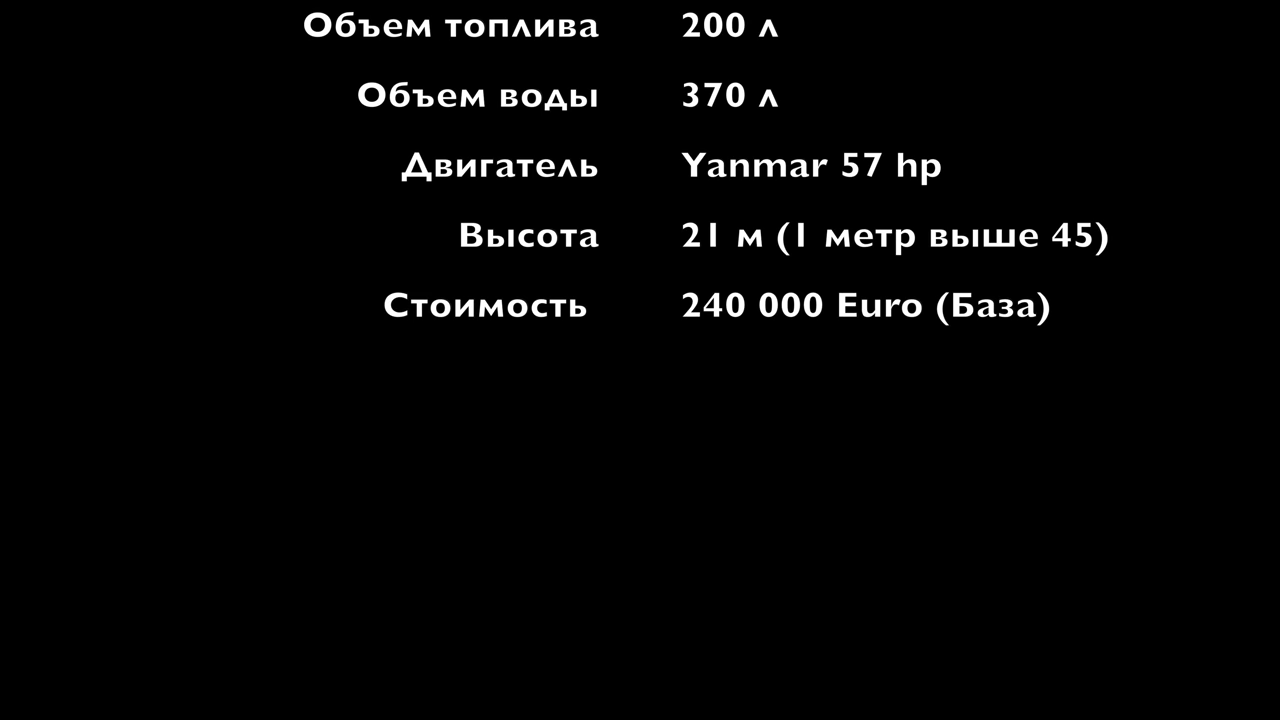 Объем топлива 200 л
Объем воды 370 л
Двигатель Yanmar 57 hp
Высота 21 м (1 метр выше 45)
Стоимость 240 000 Euro (База)